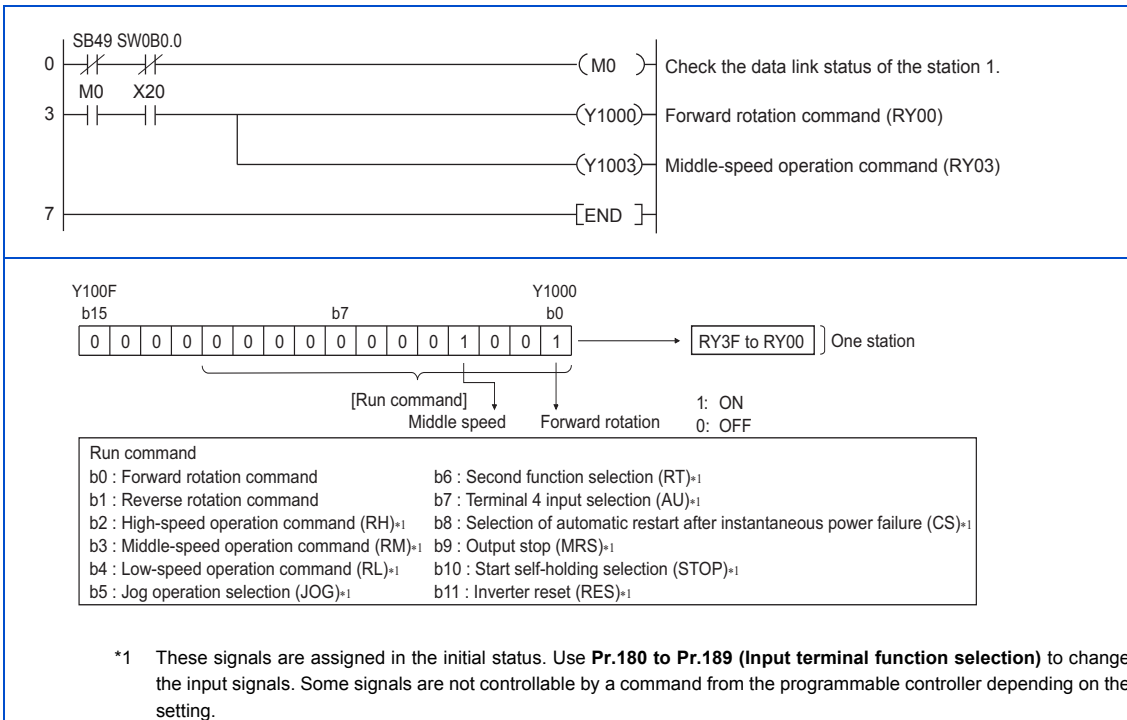 SB49 SW0B0.0
0 M0 Check the data link status of the station 1.
M0 X20
3 Y1000 Forward rotation command (RY00)
Y1003 Middle-speed operation command (RY03)
7 END
Y100F Y1000
b15 b7 b0
0 0 0 0 0 0 0 0 0 0 0 0 1 0 0 1 RY3F to RY00 One station
[Run command] 1: ON
Middle speed Forward rotation 0: OFF
Run command
b0 : Forward rotation command b6 : Second function selection (RT)*1
b1 : Reverse rotation command b7 : Terminal 4 input selection (AU)*1
b2 : High-speed operation command (RH)*1 b8 : Selection of automatic restart after instantaneous power failure (CS)*1
b3 : Middle-speed operation command (RM)*1 b9 : Output stop (MRS)*1
b4 : Low-speed operation command (RL)*1 b10 : Start self-holding selection (STOP)*1
b5 : Jog operation selection (JOG)*1 b11 : Inverter reset (RES)*1
*1 These signals are assigned in the initial status. Use Pr.180 to Pr.189 (Input terminal function selection) to change
the input signals. Some signals are not controllable by a command from the programmable controller depending on the
setting.